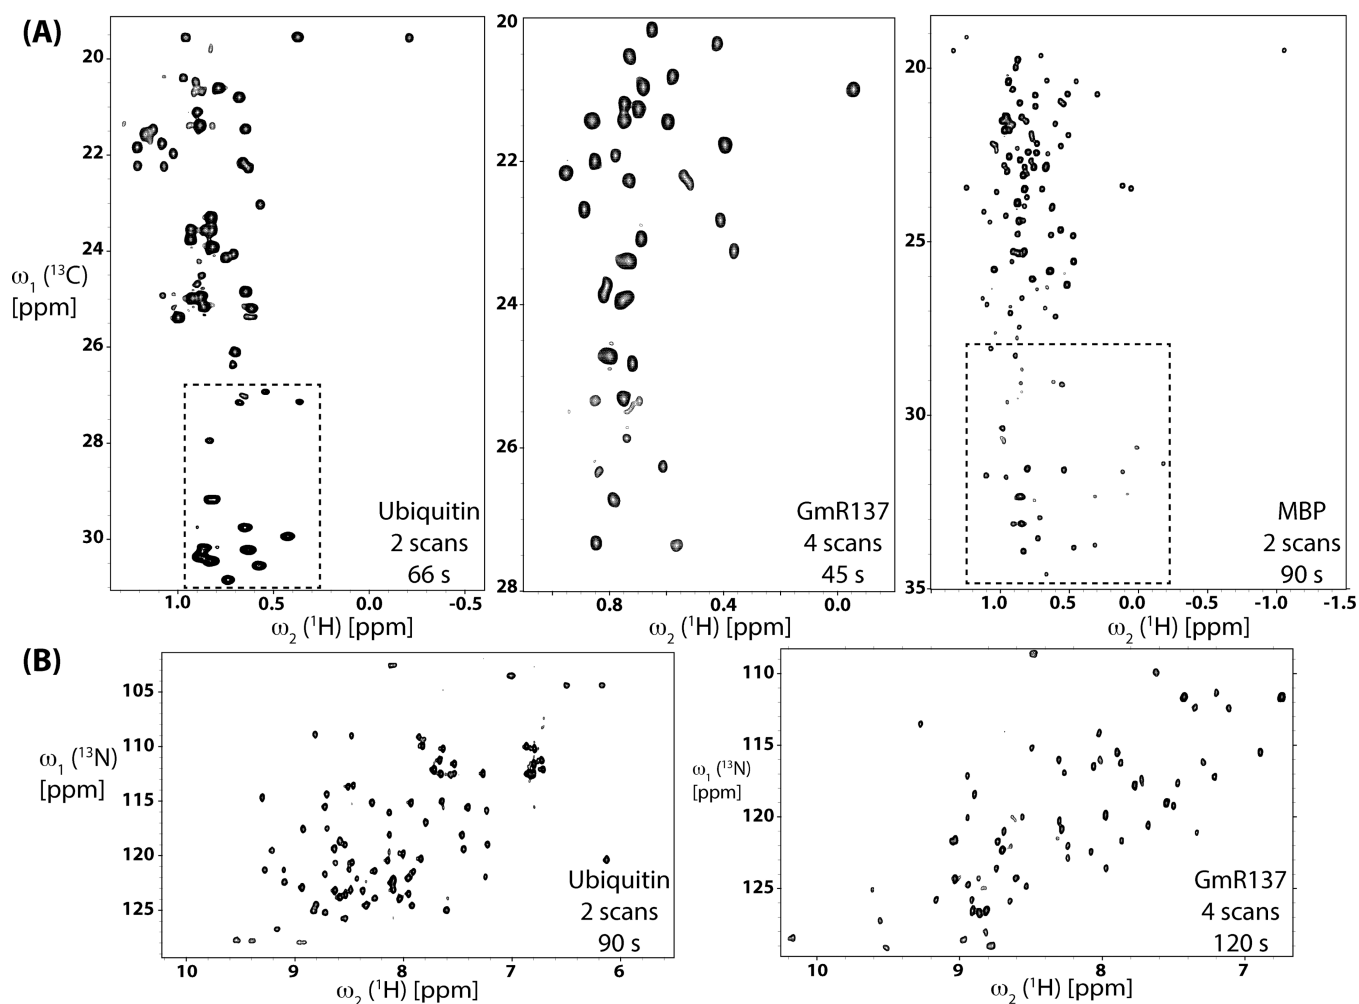 (A)
20
22
24
26
28
30
ω₁ (¹³C)
[ppm]
Ubiquitin
2 scans
66 s
1.0 0.5 0.0 -0.5
ω₂ (¹H) [ppm]
20
22
24
26
28
GmR137
4 scans
45 s
0.8 0.4 0.0
ω₂ (¹H) [ppm]
20
25
30
35
MBP
2 scans
90 s
1.0 0.5 0.0 -0.5 -1.0 -1.5
ω₂ (¹H) [ppm]
(B)
105
110
115
120
125
ω₁ (¹³N)
[ppm]
Ubiquitin
2 scans
90 s
10 9 8 7 6
ω₂ (¹H) [ppm]
110
115
120
125
ω₁ (¹³N)
[ppm]
GmR137
4 scans
120 s
10 9 8 7
ω₂ (¹H) [ppm]